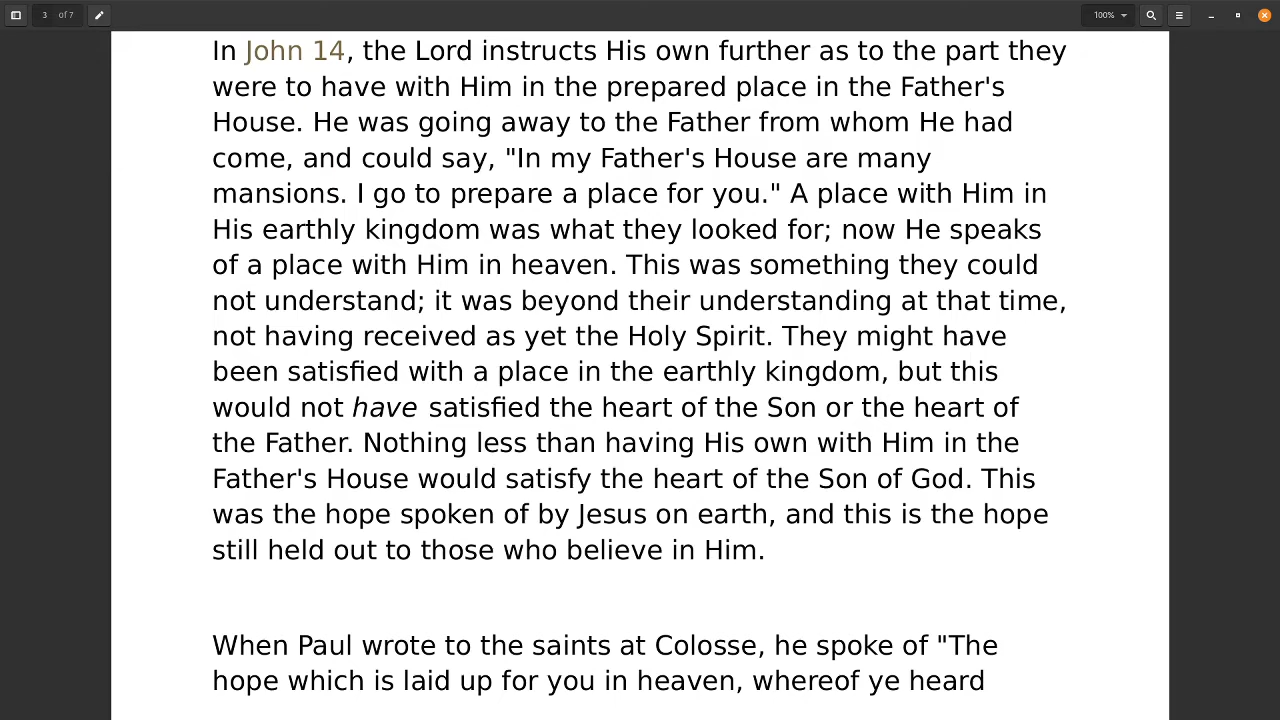 3 of 7
100%
In John 14, the Lord instructs His own further as to the part they
were to have with Him in the prepared place in the Father's
House. He was going away to the Father from whom He had
come, and could say, "In my Father's House are many
mansions. I go to prepare a place for you." A place with Him in
His earthly kingdom was what they looked for; now He speaks
of a place with Him in heaven. This was something they could
not understand; it was beyond their understanding at that time,
not having received as yet the Holy Spirit. They might have
been satisfied with a place in the earthly kingdom, but this
would not have satisfied the heart of the Son or the heart of
the Father. Nothing less than having His own with Him in the
Father's House would satisfy the heart of the Son of God. This
was the hope spoken of by Jesus on earth, and this is the hope
still held out to those who believe in Him.
When Paul wrote to the saints at Colosse, he spoke of "The
hope which is laid up for you in heaven, whereof ye heard